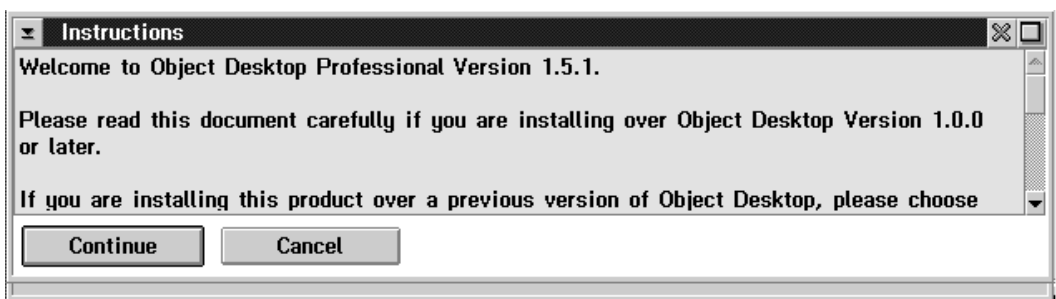 Instructions
Welcome to Object Desktop Professional Version 1.5.1.
Please read this document carefully if you are installing over Object Desktop Version 1.0.0
or later.
If you are installing this product over a previous version of Object Desktop, please choose
Continue Cancel